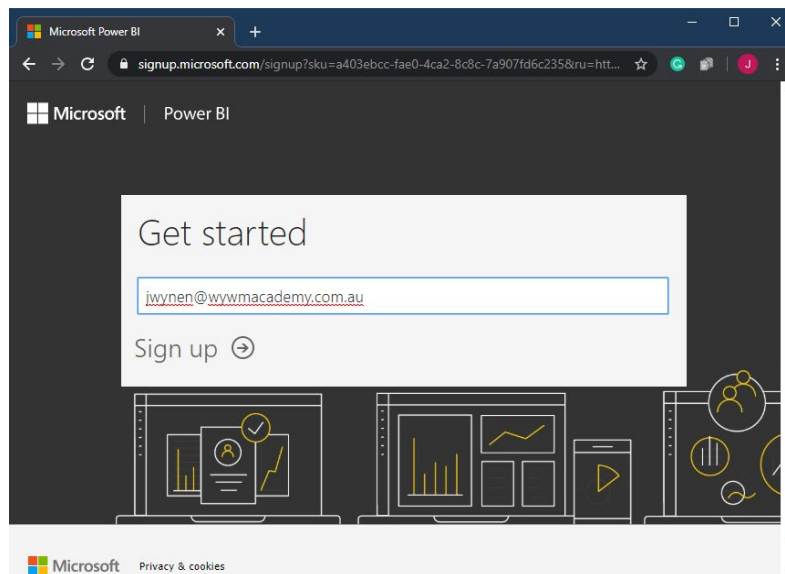 Microsoft Power BI
signup.microsoft.com/signup?sku=a403ebcc-fae0-4ca2-8c8c-7a907fd6c235&ru=htt...
J
Microsoft Power BI
Get started
jwynen@wywmacademy.com.au
Sign up
Microsoft Privacy & cookies